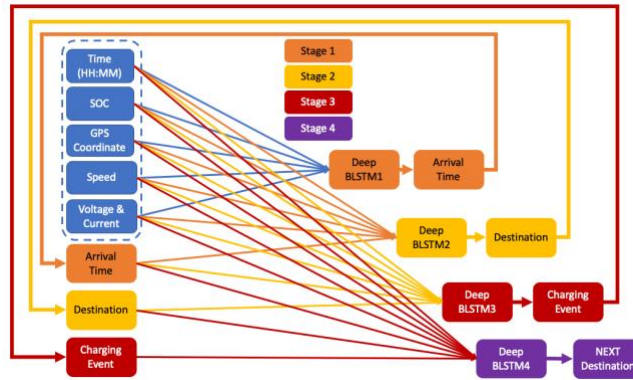 Time
(HH:MM)
SOC
GPS
Coordinate
Speed
Voltage &
Current
Arrival
Time
Destination
Charging
Event
Stage 1
Stage 2
Stage 3
Stage 4
Deep
BLSTM1
Arrival
Time
Deep
BLSTM2
Destination
Deep
BLSTM3
Charging
Event
Deep
BLSTM4
NEXT
Destination